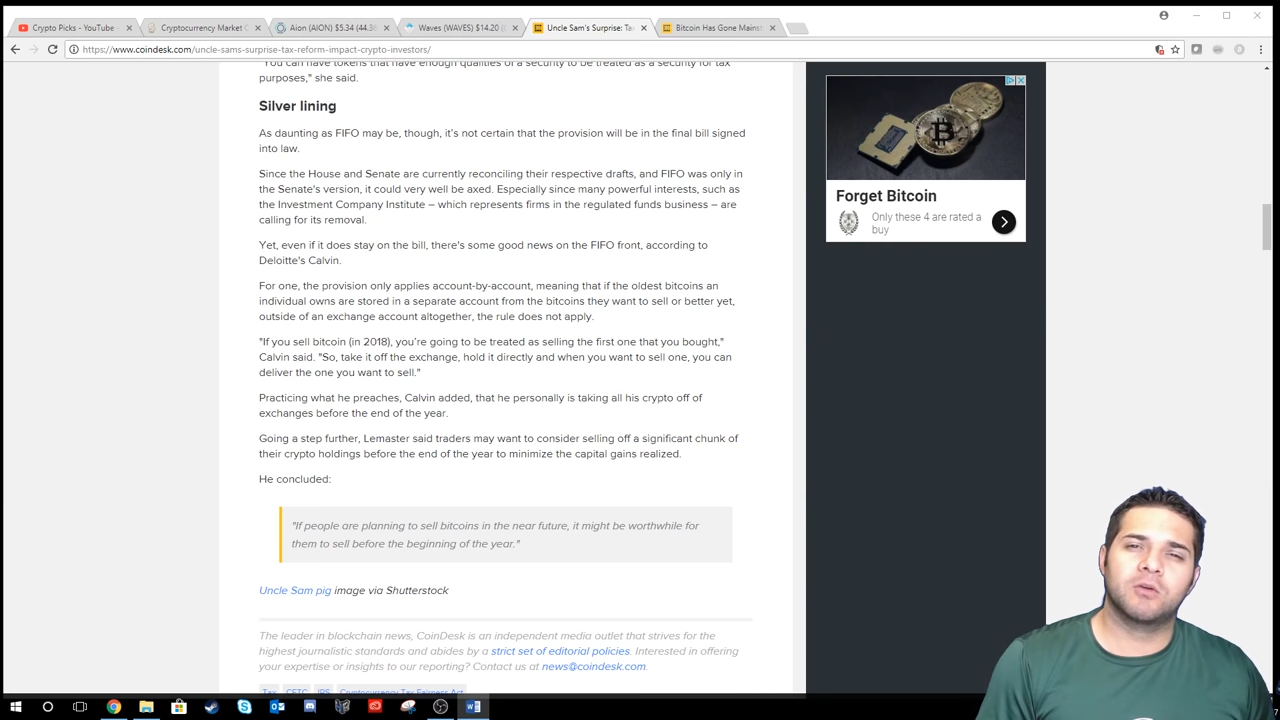 Crypto Picks - YouTube
Cryptocurrency Market C
Aion (AION) $5.34 (44.36
Waves (WAVES) $14.20 (
Uncle Sam's Surprise: Ta
Bitcoin Has Gone Mains
https://www.coindesk.com/uncle-sams-surprise-tax-reform-impact-crypto-investors/
"You can have tokens that have enough qualities of a security to be treated as a security for tax
purposes," she said.
Silver lining
As daunting as FIFO may be, though, it's not certain that the provision will be in the final bill signed
into law.
Since the House and Senate are currently reconciling their respective drafts, and FIFO was only in
the Senate's version, it could very well be axed. Especially since many powerful interests, such as
the Investment Company Institute – which represents firms in the regulated funds business – are
calling for its removal.
Yet, even if it does stay on the bill, there's some good news on the FIFO front, according to
Deloitte's Calvin.
For one, the provision only applies account-by-account, meaning that if the oldest bitcoins an
individual owns are stored in a separate account from the bitcoins they want to sell or better yet,
outside of an exchange account altogether, the rule does not apply.
"If you sell bitcoin (in 2018), you're going to be treated as selling the first one that you bought,"
Calvin said. "So, take it off the exchange, hold it directly and when you want to sell one, you can
deliver the one you want to sell."
Practicing what he preaches, Calvin added, that he personally is taking all his crypto off of
exchanges before the end of the year.
Going a step further, Lemaster said traders may want to consider selling off a significant chunk of
their crypto holdings before the end of the year to minimize the capital gains realized.
He concluded:
"If people are planning to sell bitcoins in the near future, it might be worthwhile for
them to sell before the beginning of the year."
Uncle Sam pig image via Shutterstock
The leader in blockchain news, CoinDesk is an independent media outlet that strives for the
highest journalistic standards and abides by a strict set of editorial policies. Interested in offering
your expertise or insights to our reporting? Contact us at news@coindesk.com.
Tax CFTC IRS Cryptocurrency Tax Fairness Act
Forget Bitcoin
Only these 4 are rated a
buy